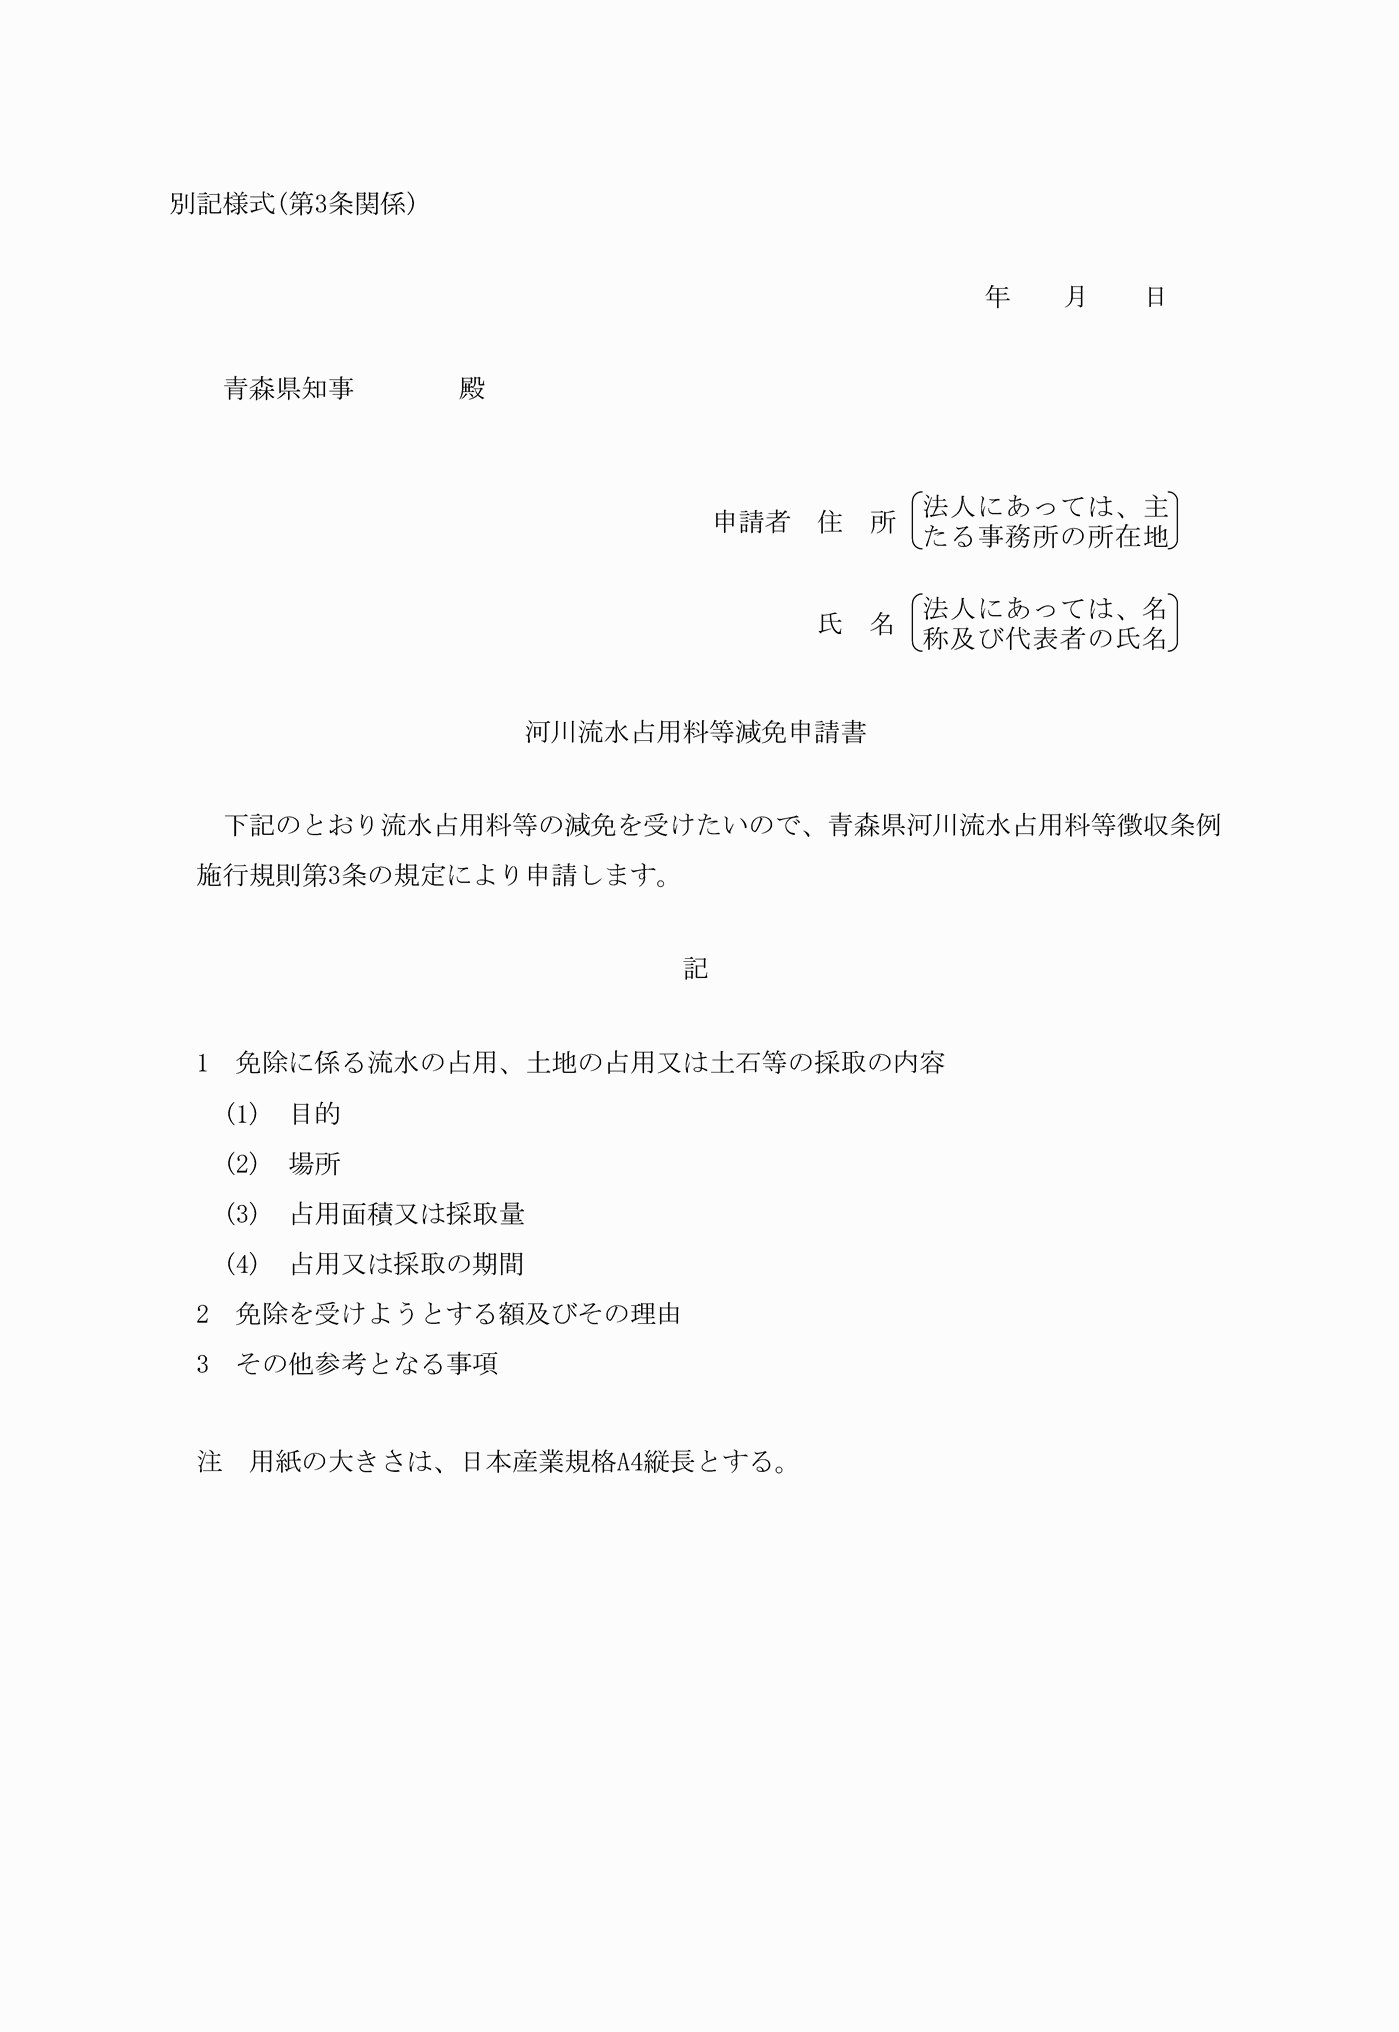 別記様式(第3条関係)
年　　月　　日
青森県知事　　　　殿
申請者　住　所　法人にあっては、主
たる事務所の所在地
氏　名　法人にあっては、名
称及び代表者の氏名
河川流水占用料等減免申請書
下記のとおり流水占用料等の減免を受けたいので、青森県河川流水占用料等徴収条例
施行規則第3条の規定により申請します。
記
1　免除に係る流水の占用、土地の占用又は土石等の採取の内容
(1)　目的
(2)　場所
(3)　占用面積又は採取量
(4)　占用又は採取の期間
2　免除を受けようとする額及びその理由
3　その他参考となる事項
注　用紙の大きさは、日本産業規格A4縦長とする。